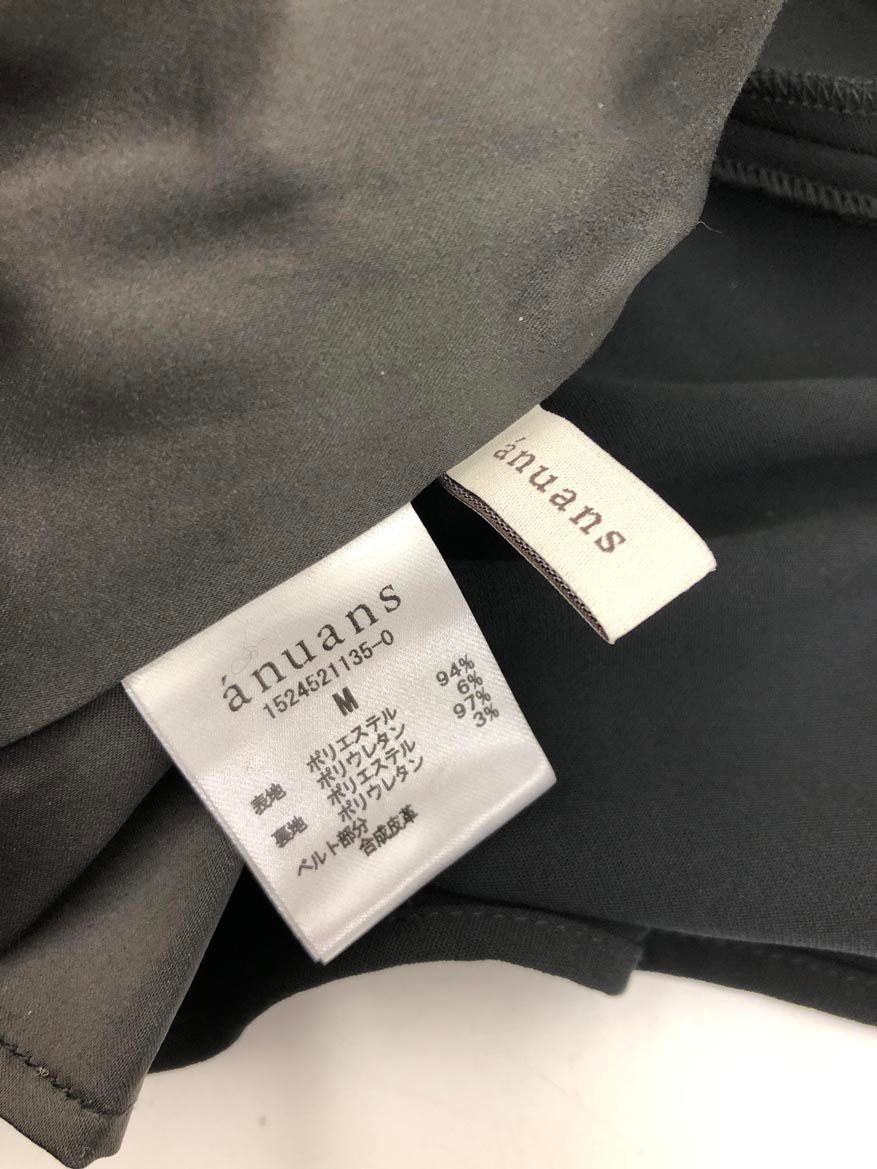 ánuans
ánuans
1524521135-0
M
表地 ポリエステル 94%
ポリウレタン 6%
裏地 ポリエステル 97%
ポリウレタン 3%
ベルト部分
合成皮革